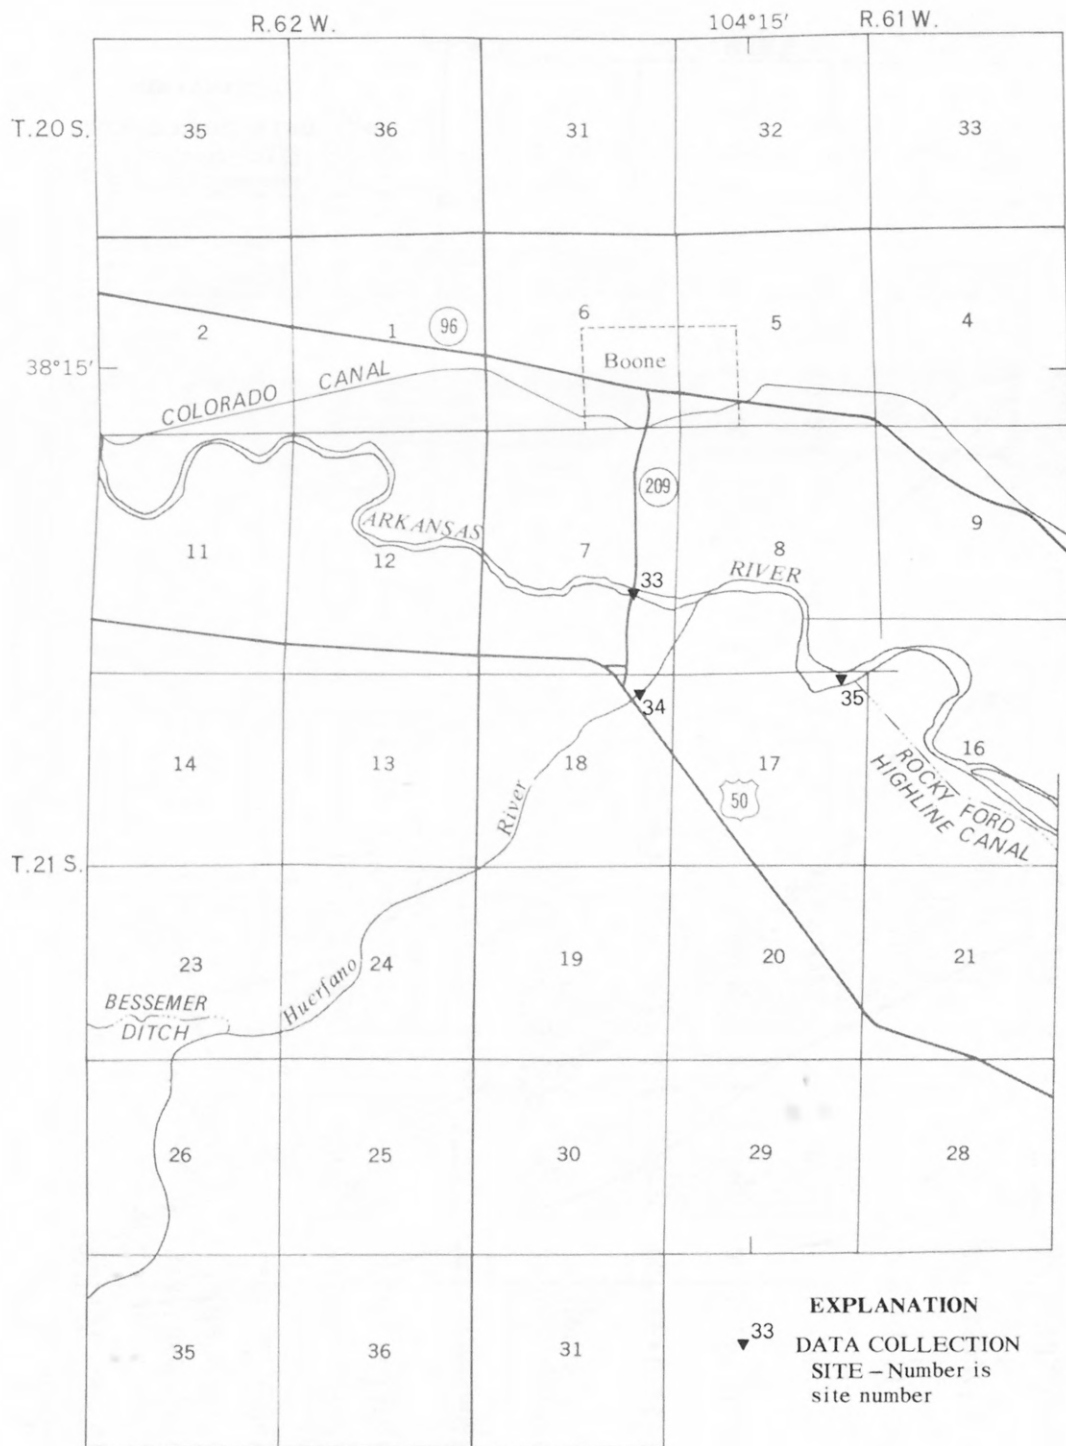 R.62 W. 104°15′ R.61 W.
T.20 S. 35 36 31 32 33
2 1 96 6 5 4
38°15′ COLORADO CANAL Boone
209
ARKANSAS
11 12 7 8 9
RIVER
33
34 35
14 13 18 17 16
River
50
ROCKY FORD
HIGHLINE CANAL
T.21 S.
23 24 19 20 21
BESSEMER
DITCH
Huerfano
26 25 30 29 28
EXPLANATION
33 DATA COLLECTION
SITE – Number is
site number
35 36 31